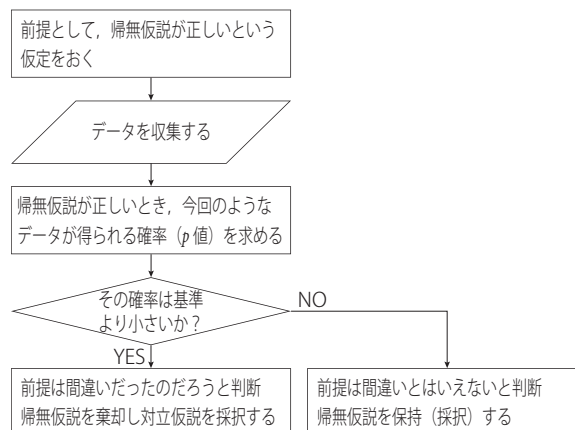 前提として，帰無仮説が正しいという
仮定をおく
データを収集する
帰無仮説が正しいとき，今回のような
データが得られる確率（p 値）を求める
その確率は基準
より小さいか？
NO
YES
前提は間違いだったのだろうと判断
帰無仮説を棄却し対立仮説を採択する
前提は間違いとはいえないと判断
帰無仮説を保持（採択）する